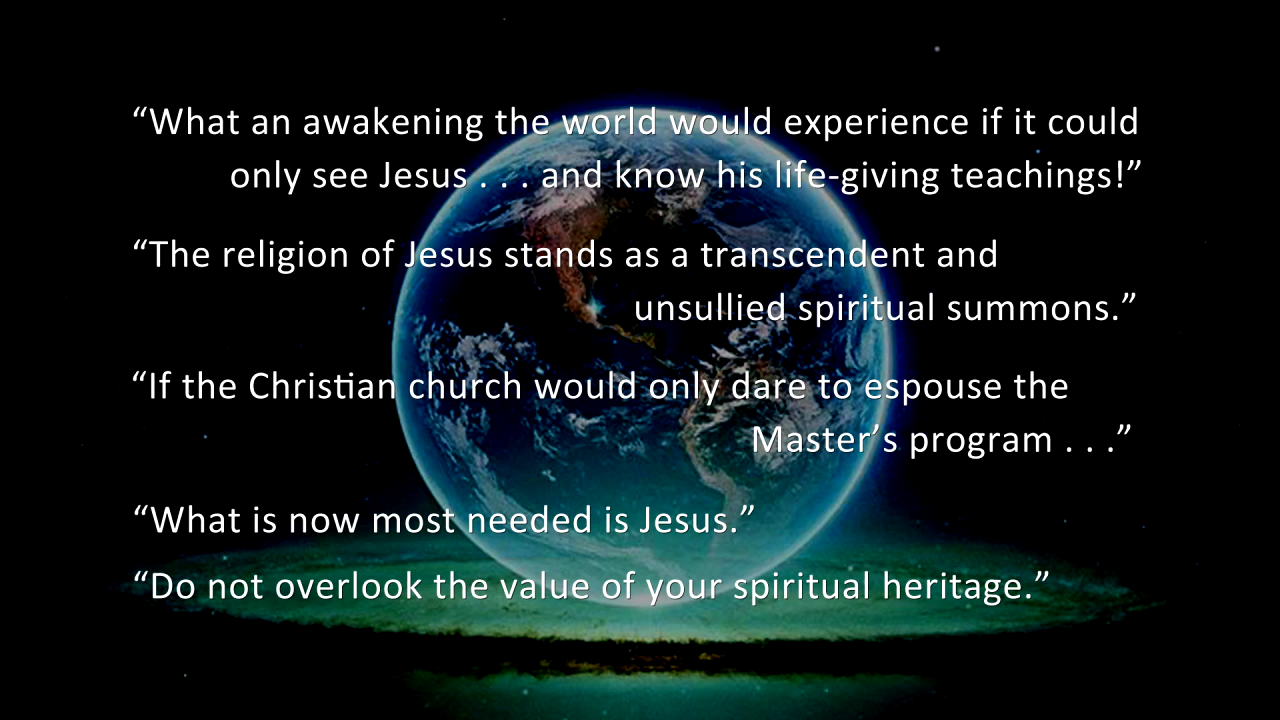 “What an awakening the world would experience if it could
only see Jesus . . . and know his life-giving teachings!”
“The religion of Jesus stands as a transcendent and
unsullied spiritual summons.”
“If the Christian church would only dare to espouse the
Master’s program . . .”
“What is now most needed is Jesus.”
“Do not overlook the value of your spiritual heritage.”